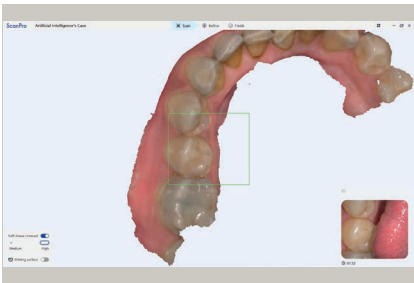 ScanPro
Artificial Intelligence's Case
Scan
Refine
Finish
Soft tissue removal
Medium
High
Shining surface